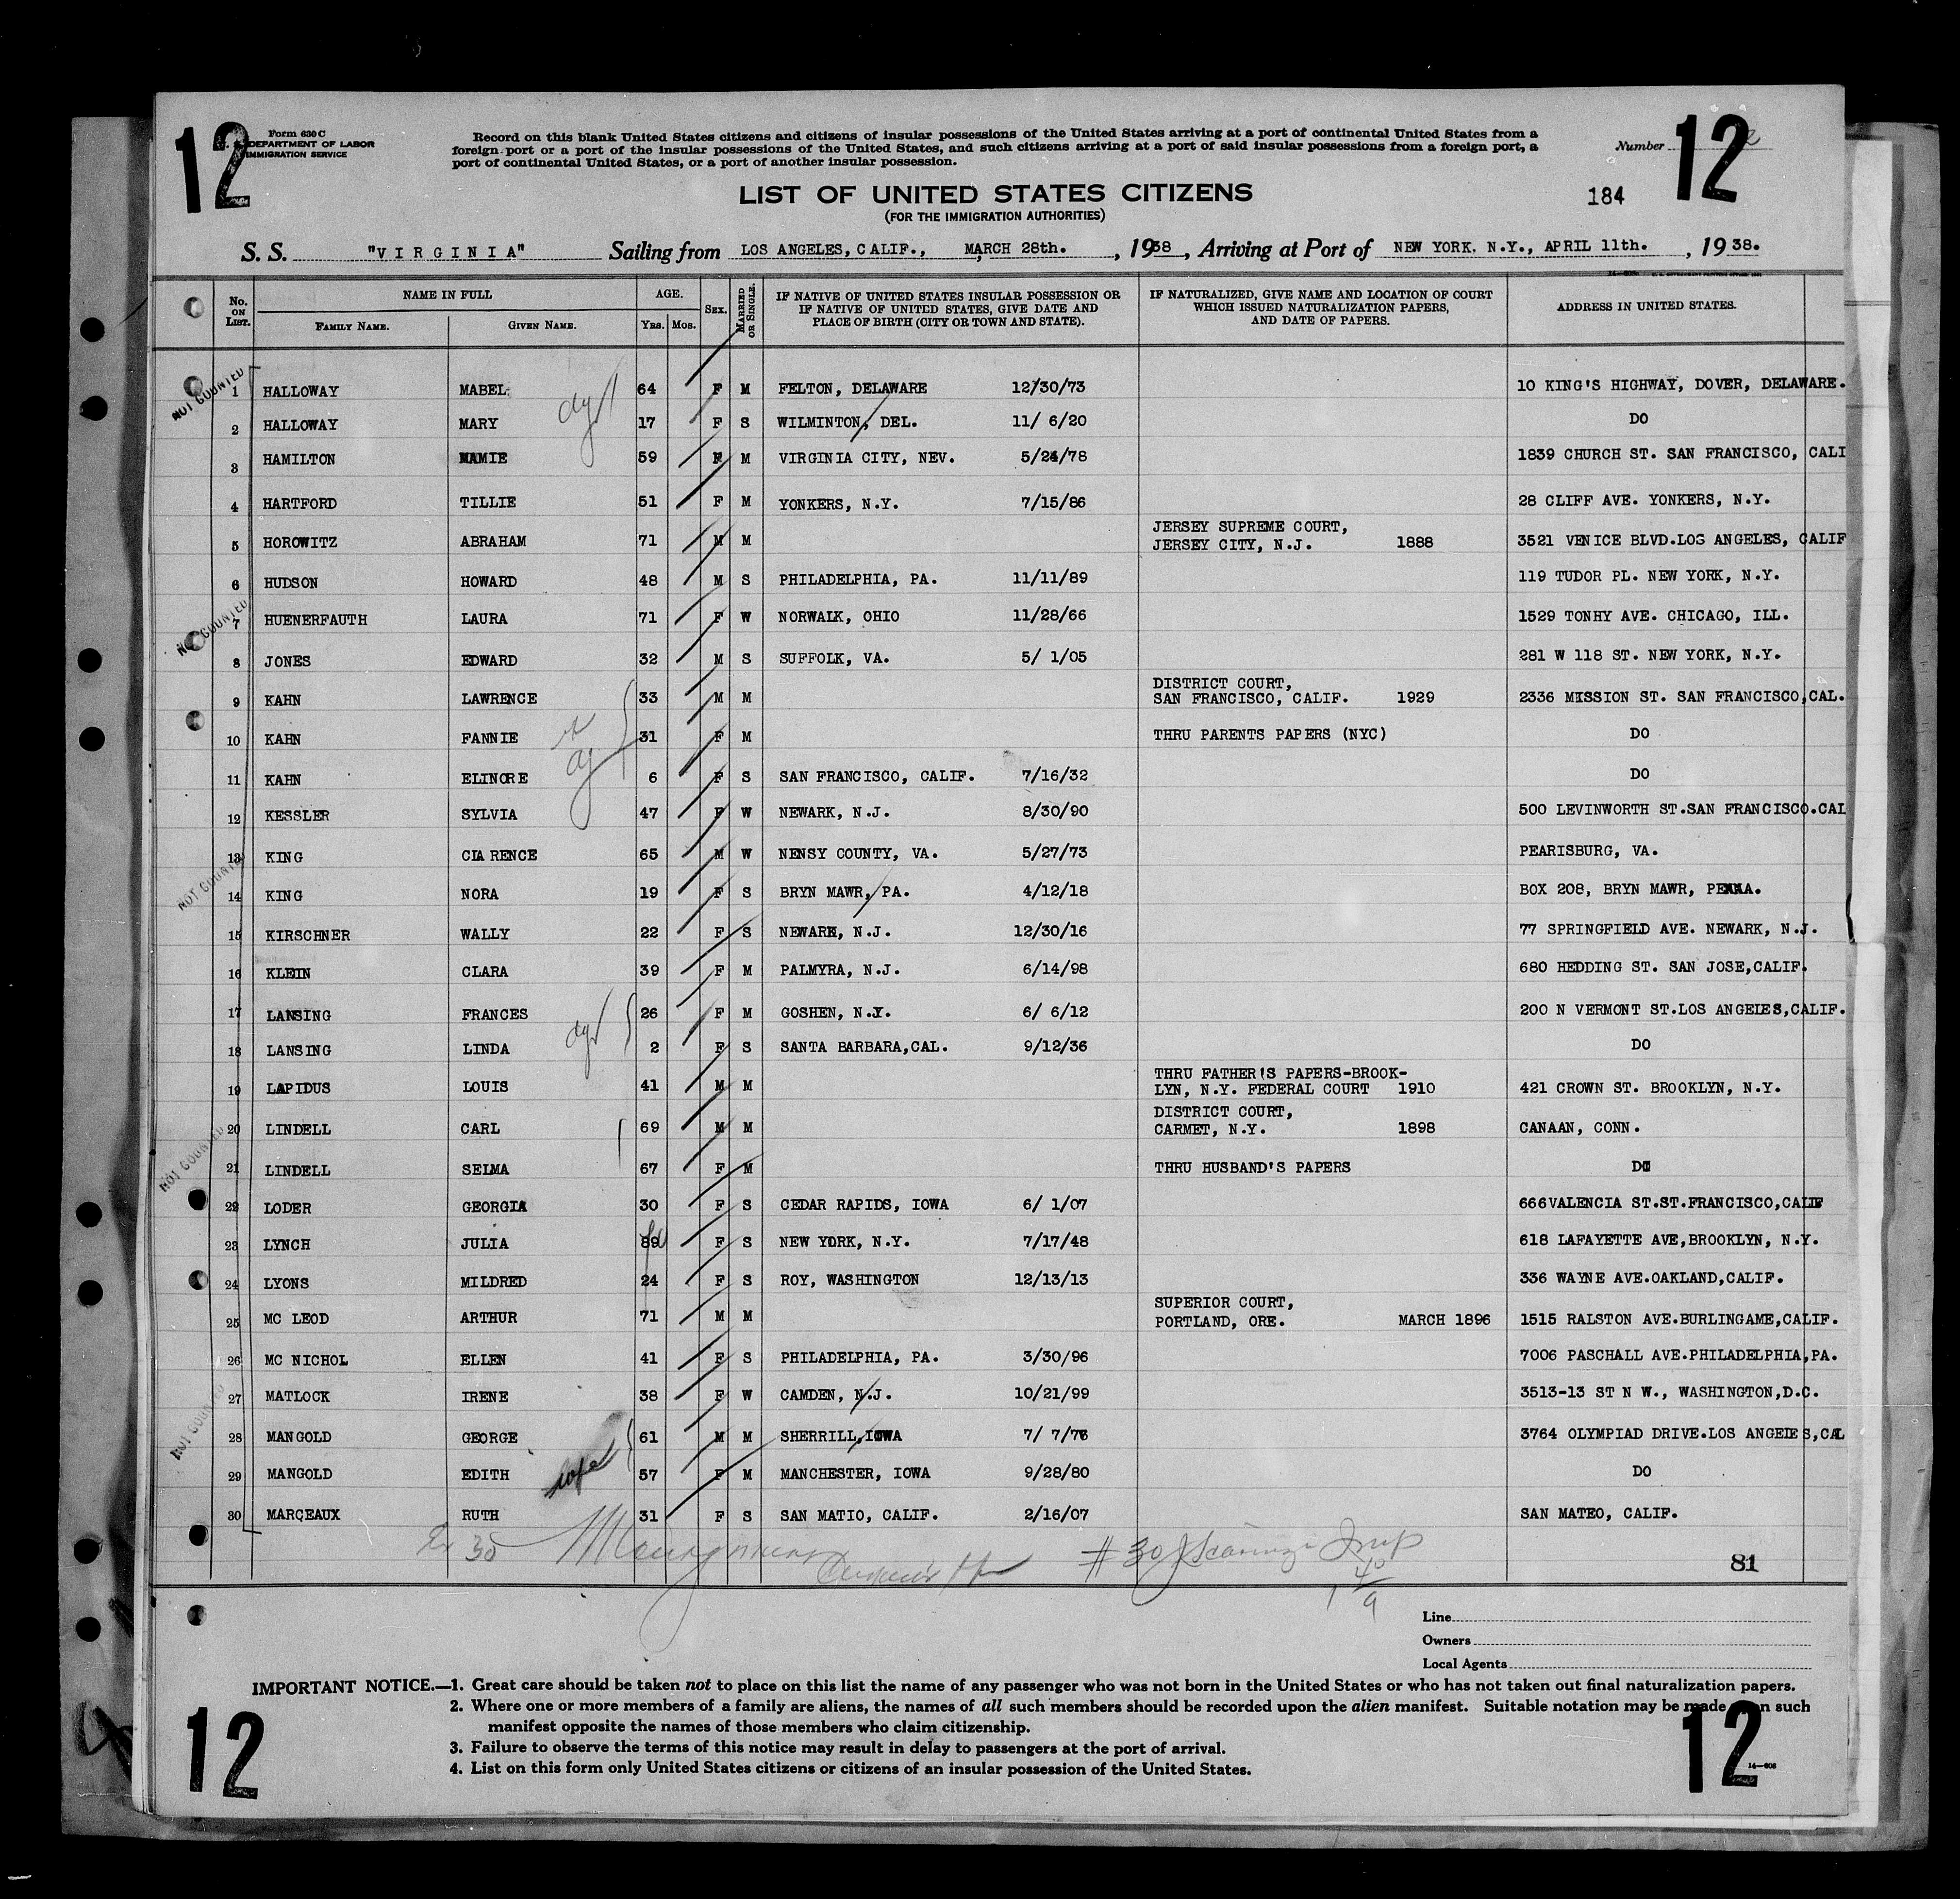 12
Form 630 C
U. S. DEPARTMENT OF LABOR
IMMIGRATION SERVICE
Record on this blank United States citizens and citizens of insular possessions of the United States arriving at a port of continental United States from a
foreign port or a port of the insular possessions of the United States, and such citizens arriving at a port of said insular possessions from a foreign port, a
port of continental United States, or a port of another insular possession.
Number 12
LIST OF UNITED STATES CITIZENS
(FOR THE IMMIGRATION AUTHORITIES)
184
S. S. "VIRGINIA" Sailing from LOS ANGELES, CALIF., MARCH 28th., 1938, Arriving at Port of NEW YORK. N.Y., APRIL 11th., 1938.
No. ON LIST. NAME IN FULL FAMILY NAME. GIVEN NAME. AGE. YRS. MOS. SEX. MARRIED OR SINGLE. IF NATIVE OF UNITED STATES INSULAR POSSESSION OR IF NATIVE OF UNITED STATES, GIVE DATE AND PLACE OF BIRTH (CITY OR TOWN AND STATE). IF NATURALIZED, GIVE NAME AND LOCATION OF COURT WHICH ISSUED NATURALIZATION PAPERS, AND DATE OF PAPERS. ADDRESS IN UNITED STATES.
NOT COUNTED
1 HALLOWAY MABEL 64 F M FELTON, DELAWARE 12/30/73 10 KING'S HIGHWAY, DOVER, DELAWARE.
2 HALLOWAY MARY 17 F S WILMINTON, DEL. 11/ 6/20 DO
3 HAMILTON MAMIE 59 F M VIRGINIA CITY, NEV. 5/24/78 1839 CHURCH ST. SAN FRANCISCO, CALI
4 HARTFORD TILLIE 51 F M YONKERS, N.Y. 7/15/86 28 CLIFF AVE. YONKERS, N.Y.
5 HOROWITZ ABRAHAM 71 M M JERSEY SUPREME COURT, JERSEY CITY, N.J. 1888 3521 VENICE BLVD.LOS ANGELES, CALIF
6 HUDSON HOWARD 48 M S PHILADELPHIA, PA. 11/11/89 119 TUDOR PL. NEW YORK, N.Y.
NOT COUNTED
7 HUENERFAUTH LAURA 71 F W NORWALK, OHIO 11/28/66 1529 TONHY AVE. CHICAGO, ILL.
8 JONES EDWARD 32 M S SUFFOLK, VA. 5/ 1/05 281 W 118 ST. NEW YORK, N.Y.
9 KAHN LAWRENCE 33 M M DISTRICT COURT, SAN FRANCISCO, CALIF. 1929 2336 MISSION ST. SAN FRANCISCO,CAL.
10 KAHN FANNIE 31 F M THRU PARENTS PAPERS (NYC) DO
11 KAHN ELINORE 6 F S SAN FRANCISCO, CALIF. 7/16/32 DO
12 KESSLER SYLVIA 47 F W NEWARK, N.J. 8/30/90 500 LEVINWORTH ST.SAN FRANCISCO.CAL
13 KING CLARENCE 65 M W NENSY COUNTY, VA. 5/27/73 PEARISBURG, VA.
NOT COUNTED
14 KING NORA 19 F S BRYN MAWR, PA. 4/12/18 BOX 208, BRYN MAWR,
15 KIRSCHNER WALLY 22 F S NEWARK, N.J. 12/30/16 77 SPRINGFIELD AVE. NEWARK, N.J.
16 KLEIN CLARA 39 F M PALMYRA, N.J. 6/14/98 680 HEDDING ST. SAN JOSE,CALIF.
17 LANSING FRANCES 26 F M GOSHEN, N.Y. 6/ 6/12 200 N VERMONT ST.LOS ANGELES,CALIF.
18 LANSING LINDA 2 F S SANTA BARBARA,CAL. 9/12/36 DO
19 LAPIDUS LOUIS 41 M M THRU FATHER'S PAPERS-BROOK-LYN, N.Y. FEDERAL COURT 1910 421 CROWN ST. BROOKLYN, N.Y.
20 LINDELL CARL 69 M M DISTRICT COURT, CARMET, N.Y. 1898 CANAAN, CONN.
NOT COUNTED
21 LINDELL SELMA 67 F M THRU HUSBAND'S PAPERS DO
22 LODER GEORGIA 30 F S CEDAR RAPIDS, IOWA 6/ 1/07 666VALENCIA ST.ST.FRANCISCO,CALIF
23 LYNCH JULIA 89 F S NEW YORK, N.Y. 7/17/48 618 LAFAYETTE AVE,BROOKLYN, N.Y.
24 LYONS MILDRED 24 F S ROY, WASHINGTON 12/13/13 336 WAYNE AVE.OAKLAND,CALIF.
25 MC LEOD ARTHUR 71 M M SUPERIOR COURT, PORTLAND, ORE. MARCH 1896 1515 RALSTON AVE.BURLINGAME,CALIF.
26 MC NICHOL ELLEN 41 F S PHILADELPHIA, PA. 3/30/96 7006 PASCHALL AVE.PHILADELPHIA,PA.
27 MATLOCK IRENE 38 F W CAMDEN, N.J. 10/21/99 3513-13 ST N W., WASHINGTON,D.C.
NOT COUNTED
28 MANGOLD GEORGE 61 M M SHERRILL,IOWA 7/ 7/76 3764 OLYMPIAD DRIVE.LOS ANGELES,CAL
29 MANGOLD EDITH wife 57 F M MANCHESTER, IOWA 9/28/80 DO
30 MARCEAUX RUTH 31 F S SAN MATIO, CALIF. 2/16/07 SAN MATEO, CALIF.
30
# 30
81
Line
Owners
Local Agents
IMPORTANT NOTICE.—1. Great care should be taken not to place on this list the name of any passenger who was not born in the United States or who has not taken out final naturalization papers.
2. Where one or more members of a family are aliens, the names of all such members should be recorded upon the alien manifest. Suitable notation may be made on such
manifest opposite the names of those members who claim citizenship.
3. Failure to observe the terms of this notice may result in delay to passengers at the port of arrival.
4. List on this form only United States citizens or citizens of an insular possession of the United States.
12
12